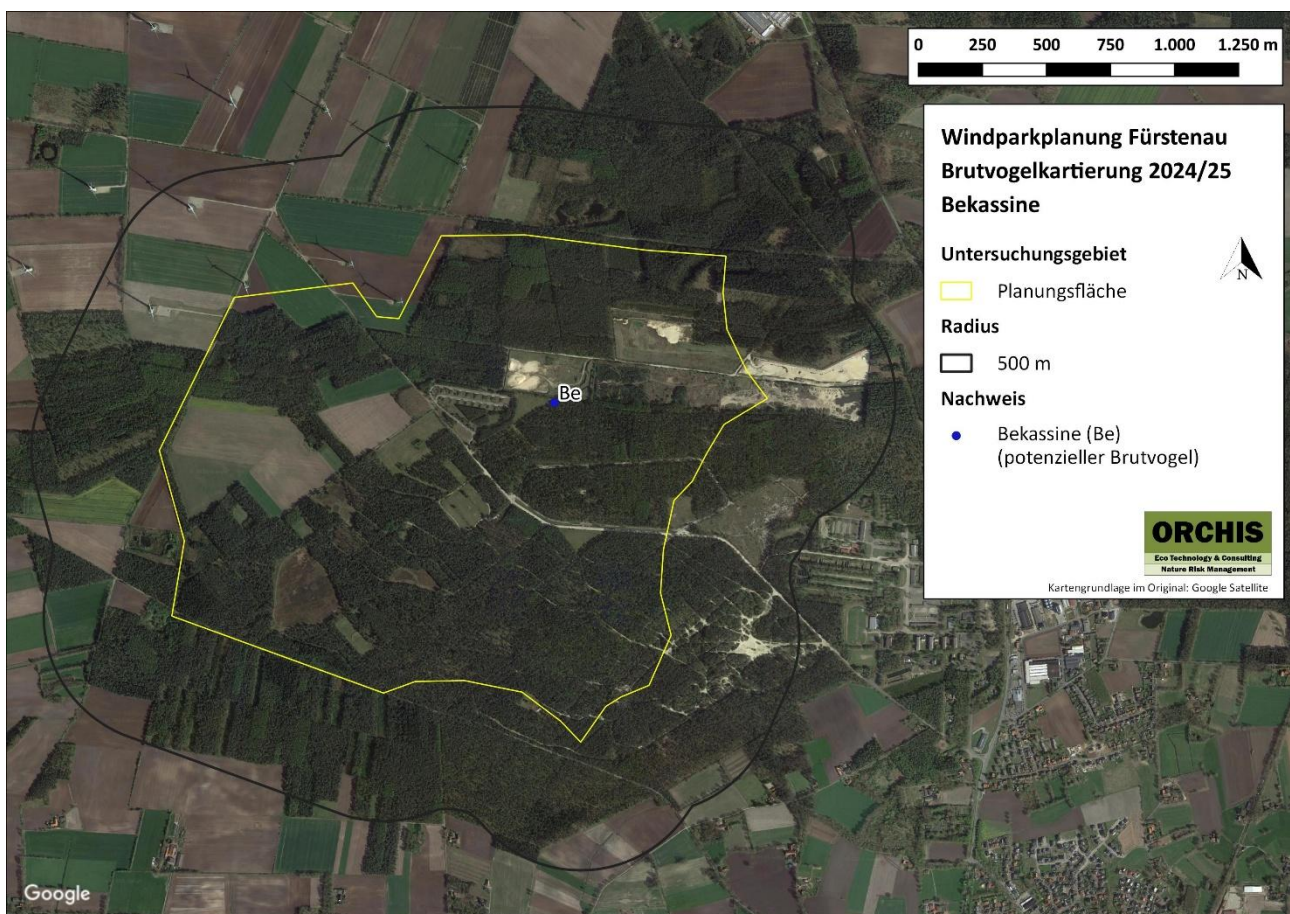 0 250 500 750 1.000 1.250 m
Windparkplanung Fürstenau
Brutvogelkartierung 2024/25
Bekassine
Untersuchungsgebiet
Planungsfläche
N
Radius
500 m
Nachweis
Bekassine (Be)
(potenzieller Brutvogel)
ORCHIS
Eco Technology & Consulting
Nature Risk Management
Kartengrundlage im Original: Google Satellite
Be
Google